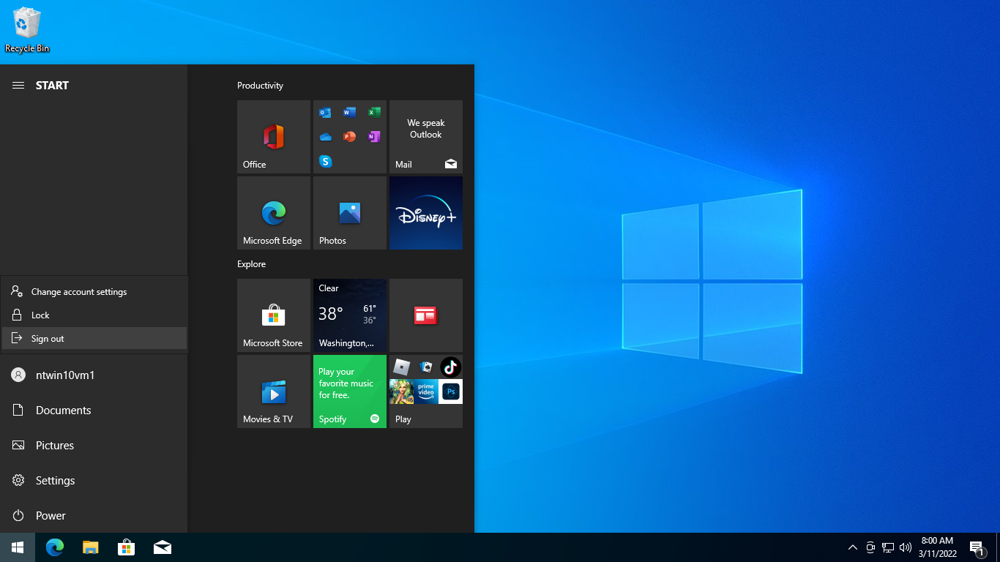 Recycle Bin
START
Change account settings
Lock
Sign out
ntwin10vm1
Documents
Pictures
Settings
Power
Productivity
Office
We speak
Outlook
Mail
Microsoft Edge
Photos
Disney+
Explore
Microsoft Store
Clear
38° 61°
36°
Washington,...
Movies & TV
Play your
favorite music
for free.
Spotify
prime
video
Ps
Play
8:00 AM
3/11/2022
1